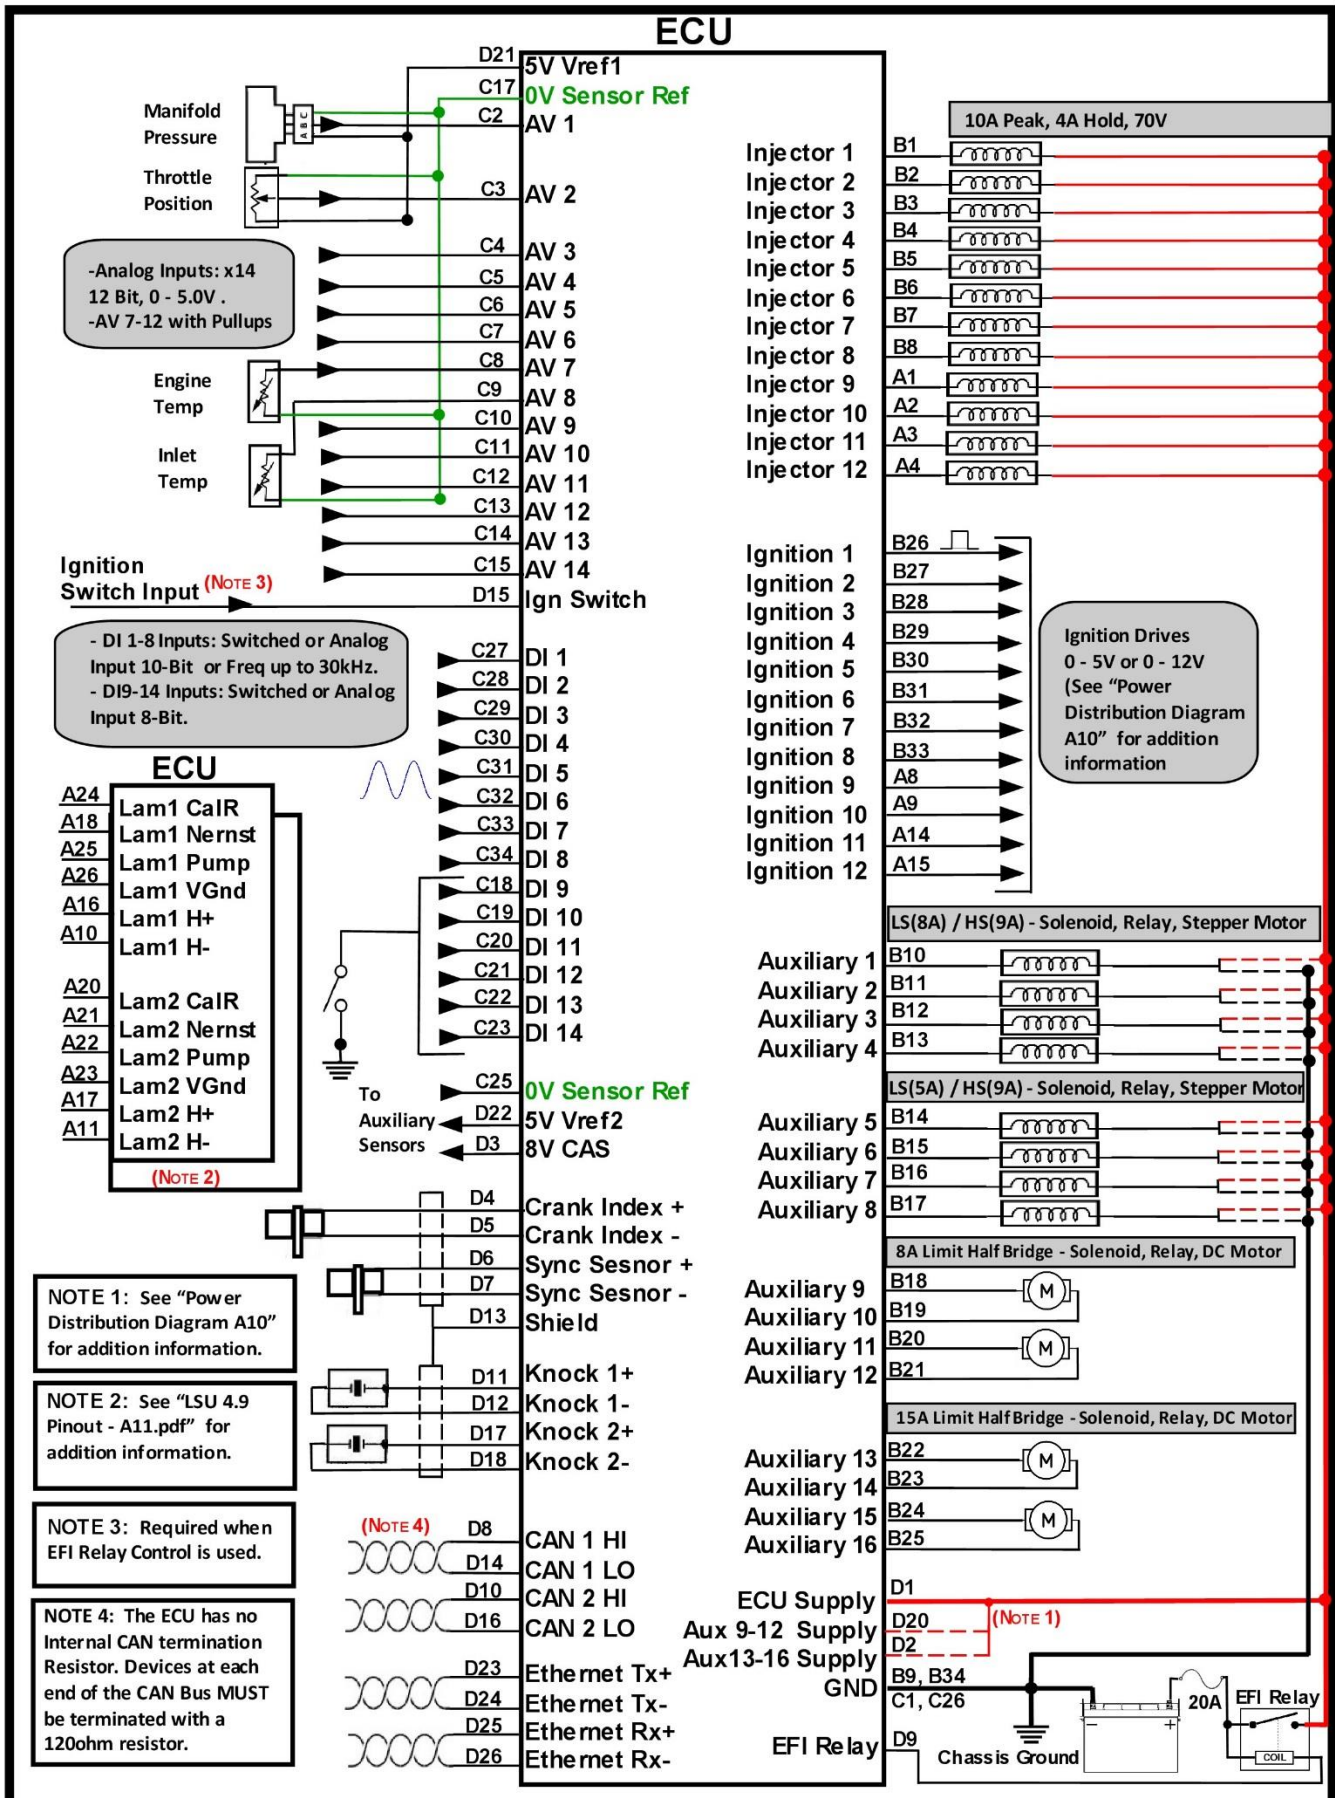 ECU
D21
5V Vref1
C17
0V Sensor Ref
Manifold
Pressure
A B C
C2
AV 1
Throttle
Position
C3
AV 2
-Analog Inputs: x14
12 Bit, 0 - 5.0V .
-AV 7-12 with Pullups
C4
AV 3
C5
AV 4
C6
AV 5
C7
AV 6
C8
AV 7
Engine
Temp
C9
AV 8
C10
AV 9
Inlet
Temp
C11
AV 10
C12
AV 11
C13
AV 12
C14
AV 13
C15
AV 14
Ignition
Switch Input (NOTE 3)
D15
Ign Switch
- DI 1-8 Inputs: Switched or Analog
Input 10-Bit or Freq up to 30kHz.
- DI9-14 Inputs: Switched or Analog
Input 8-Bit.
C27
DI 1
C28
DI 2
C29
DI 3
C30
DI 4
C31
DI 5
C32
DI 6
C33
DI 7
C34
DI 8
C18
DI 9
C19
DI 10
C20
DI 11
C21
DI 12
C22
DI 13
C23
DI 14
ECU
A24
Lam1 CalR
A18
Lam1 Nernst
A25
Lam1 Pump
A26
Lam1 VGnd
A16
Lam1 H+
A10
Lam1 H-
A20
Lam2 CalR
A21
Lam2 Nernst
A22
Lam2 Pump
A23
Lam2 VGnd
A17
Lam2 H+
A11
Lam2 H-
(NOTE 2)
To
Auxiliary
Sensors
C25
0V Sensor Ref
D22
5V Vref2
D3
8V CAS
D4
Crank Index +
D5
Crank Index -
D6
Sync Sesnor +
D7
Sync Sesnor -
D13
Shield
D11
Knock 1+
D12
Knock 1-
D17
Knock 2+
D18
Knock 2-
NOTE 1: See “Power
Distribution Diagram A10”
for addition information.
NOTE 2: See “LSU 4.9
Pinout - A11.pdf” for
addition information.
NOTE 3: Required when
EFI Relay Control is used.
NOTE 4: The ECU has no
Internal CAN termination
Resistor. Devices at each
end of the CAN Bus MUST
be terminated with a
120ohm resistor.
(NOTE 4)
D8
CAN 1 HI
D14
CAN 1 LO
D10
CAN 2 HI
D16
CAN 2 LO
D23
Ethernet Tx+
D24
Ethernet Tx-
D25
Ethernet Rx+
D26
Ethernet Rx-
10A Peak, 4A Hold, 70V
Injector 1
B1
Injector 2
B2
Injector 3
B3
Injector 4
B4
Injector 5
B5
Injector 6
B6
Injector 7
B7
Injector 8
B8
Injector 9
A1
Injector 10
A2
Injector 11
A3
Injector 12
A4
Ignition 1
B26
Ignition 2
B27
Ignition 3
B28
Ignition 4
B29
Ignition 5
B30
Ignition 6
B31
Ignition 7
B32
Ignition 8
B33
Ignition 9
A8
Ignition 10
A9
Ignition 11
A14
Ignition 12
A15
Ignition Drives
0 - 5V or 0 - 12V
(See “Power
Distribution Diagram
A10” for addition
information
LS(8A) / HS(9A) - Solenoid, Relay, Stepper Motor
Auxiliary 1
B10
Auxiliary 2
B11
Auxiliary 3
B12
Auxiliary 4
B13
LS(5A) / HS(9A) - Solenoid, Relay, Stepper Motor
Auxiliary 5
B14
Auxiliary 6
B15
Auxiliary 7
B16
Auxiliary 8
B17
8A Limit Half Bridge - Solenoid, Relay, DC Motor
Auxiliary 9
B18
M
Auxiliary 10
B19
Auxiliary 11
B20
M
Auxiliary 12
B21
15A Limit Half Bridge - Solenoid, Relay, DC Motor
Auxiliary 13
B22
M
Auxiliary 14
B23
Auxiliary 15
B24
M
Auxiliary 16
B25
ECU Supply
D1
Aux 9-12 Supply
D20
(NOTE 1)
Aux13-16 Supply
D2
GND
B9, B34
C1, C26
20A
EFI Relay
- +
COIL
Chassis Ground
EFI Relay
D9